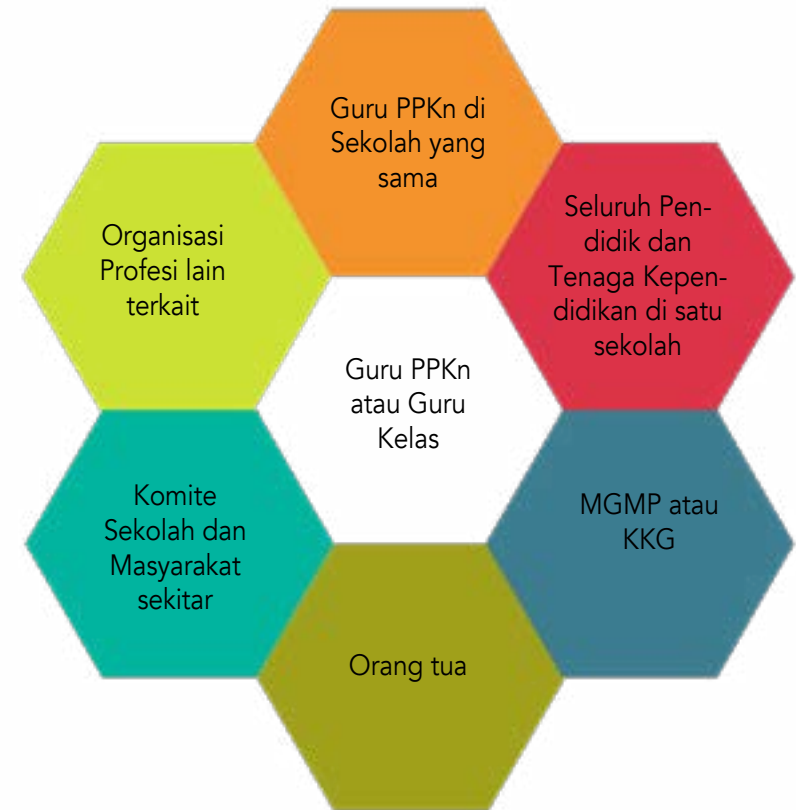 Guru PPKn di
Sekolah yang
sama
Seluruh Pen-
didik dan
Tenaga Kepen-
didikan di satu
sekolah
Organisasi
Profesi lain
terkait
Guru PPKn
atau Guru
Kelas
Komite
Sekolah dan
Masyarakat
sekitar
MGMP atau
KKG
Orang tua